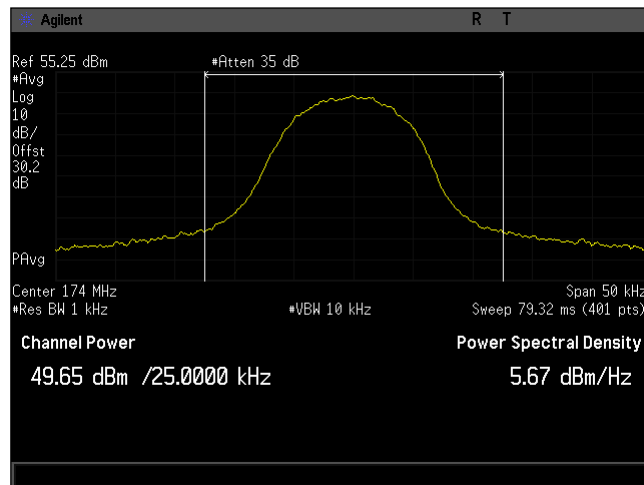 Agilent R T
Ref 55.25 dBm #Atten 35 dB
#Avg
Log
10
dB/
Offst
30.2
dB
PAvg
Center 174 MHz Span 50 kHz
#Res BW 1 kHz #VBW 10 kHz Sweep 79.32 ms (401 pts)
Channel Power Power Spectral Density
49.65 dBm /25.0000 kHz 5.67 dBm/Hz